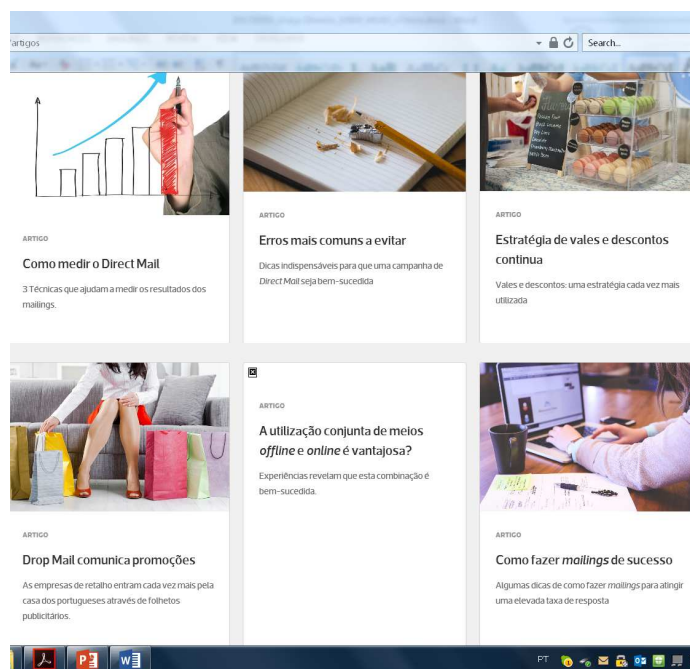 /artigos
Search...
ARTIGO
Como medir o Direct Mail
3 Técnicas que ajudam a medir os resultados dos
mailings.
ARTIGO
Erros mais comuns a evitar
Dicas indispensáveis para que uma campanha de
Direct Mail seja bem-sucedida
ARTIGO
Estratégia de vales e descontos
continua
Vales e descontos: uma estratégia cada vez mais
utilizada
ARTIGO
Drop Mail comunica promoções
As empresas de retalho entram cada vez mais pela
casa dos portugueses através de folhetos
publicitários.
ARTIGO
A utilização conjunta de meios
offline e online é vantajosa?
Experiências revelam que esta combinação é
bem-sucedida.
ARTIGO
Como fazer mailings de sucesso
Algumas dicas de como fazer mailings para atingir
uma elevada taxa de resposta
PT